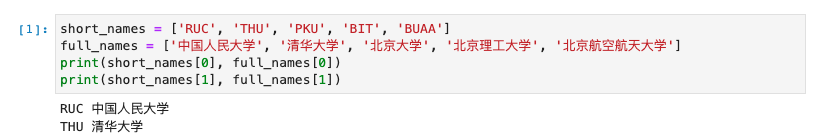 [1]: short_names = ['RUC', 'THU', 'PKU', 'BIT', 'BUAA']
full_names = ['中国人民大学', '清华大学', '北京大学', '北京理工大学', '北京航空航天大学']
print(short_names[0], full_names[0])
print(short_names[1], full_names[1])
RUC 中国人民大学
THU 清华大学